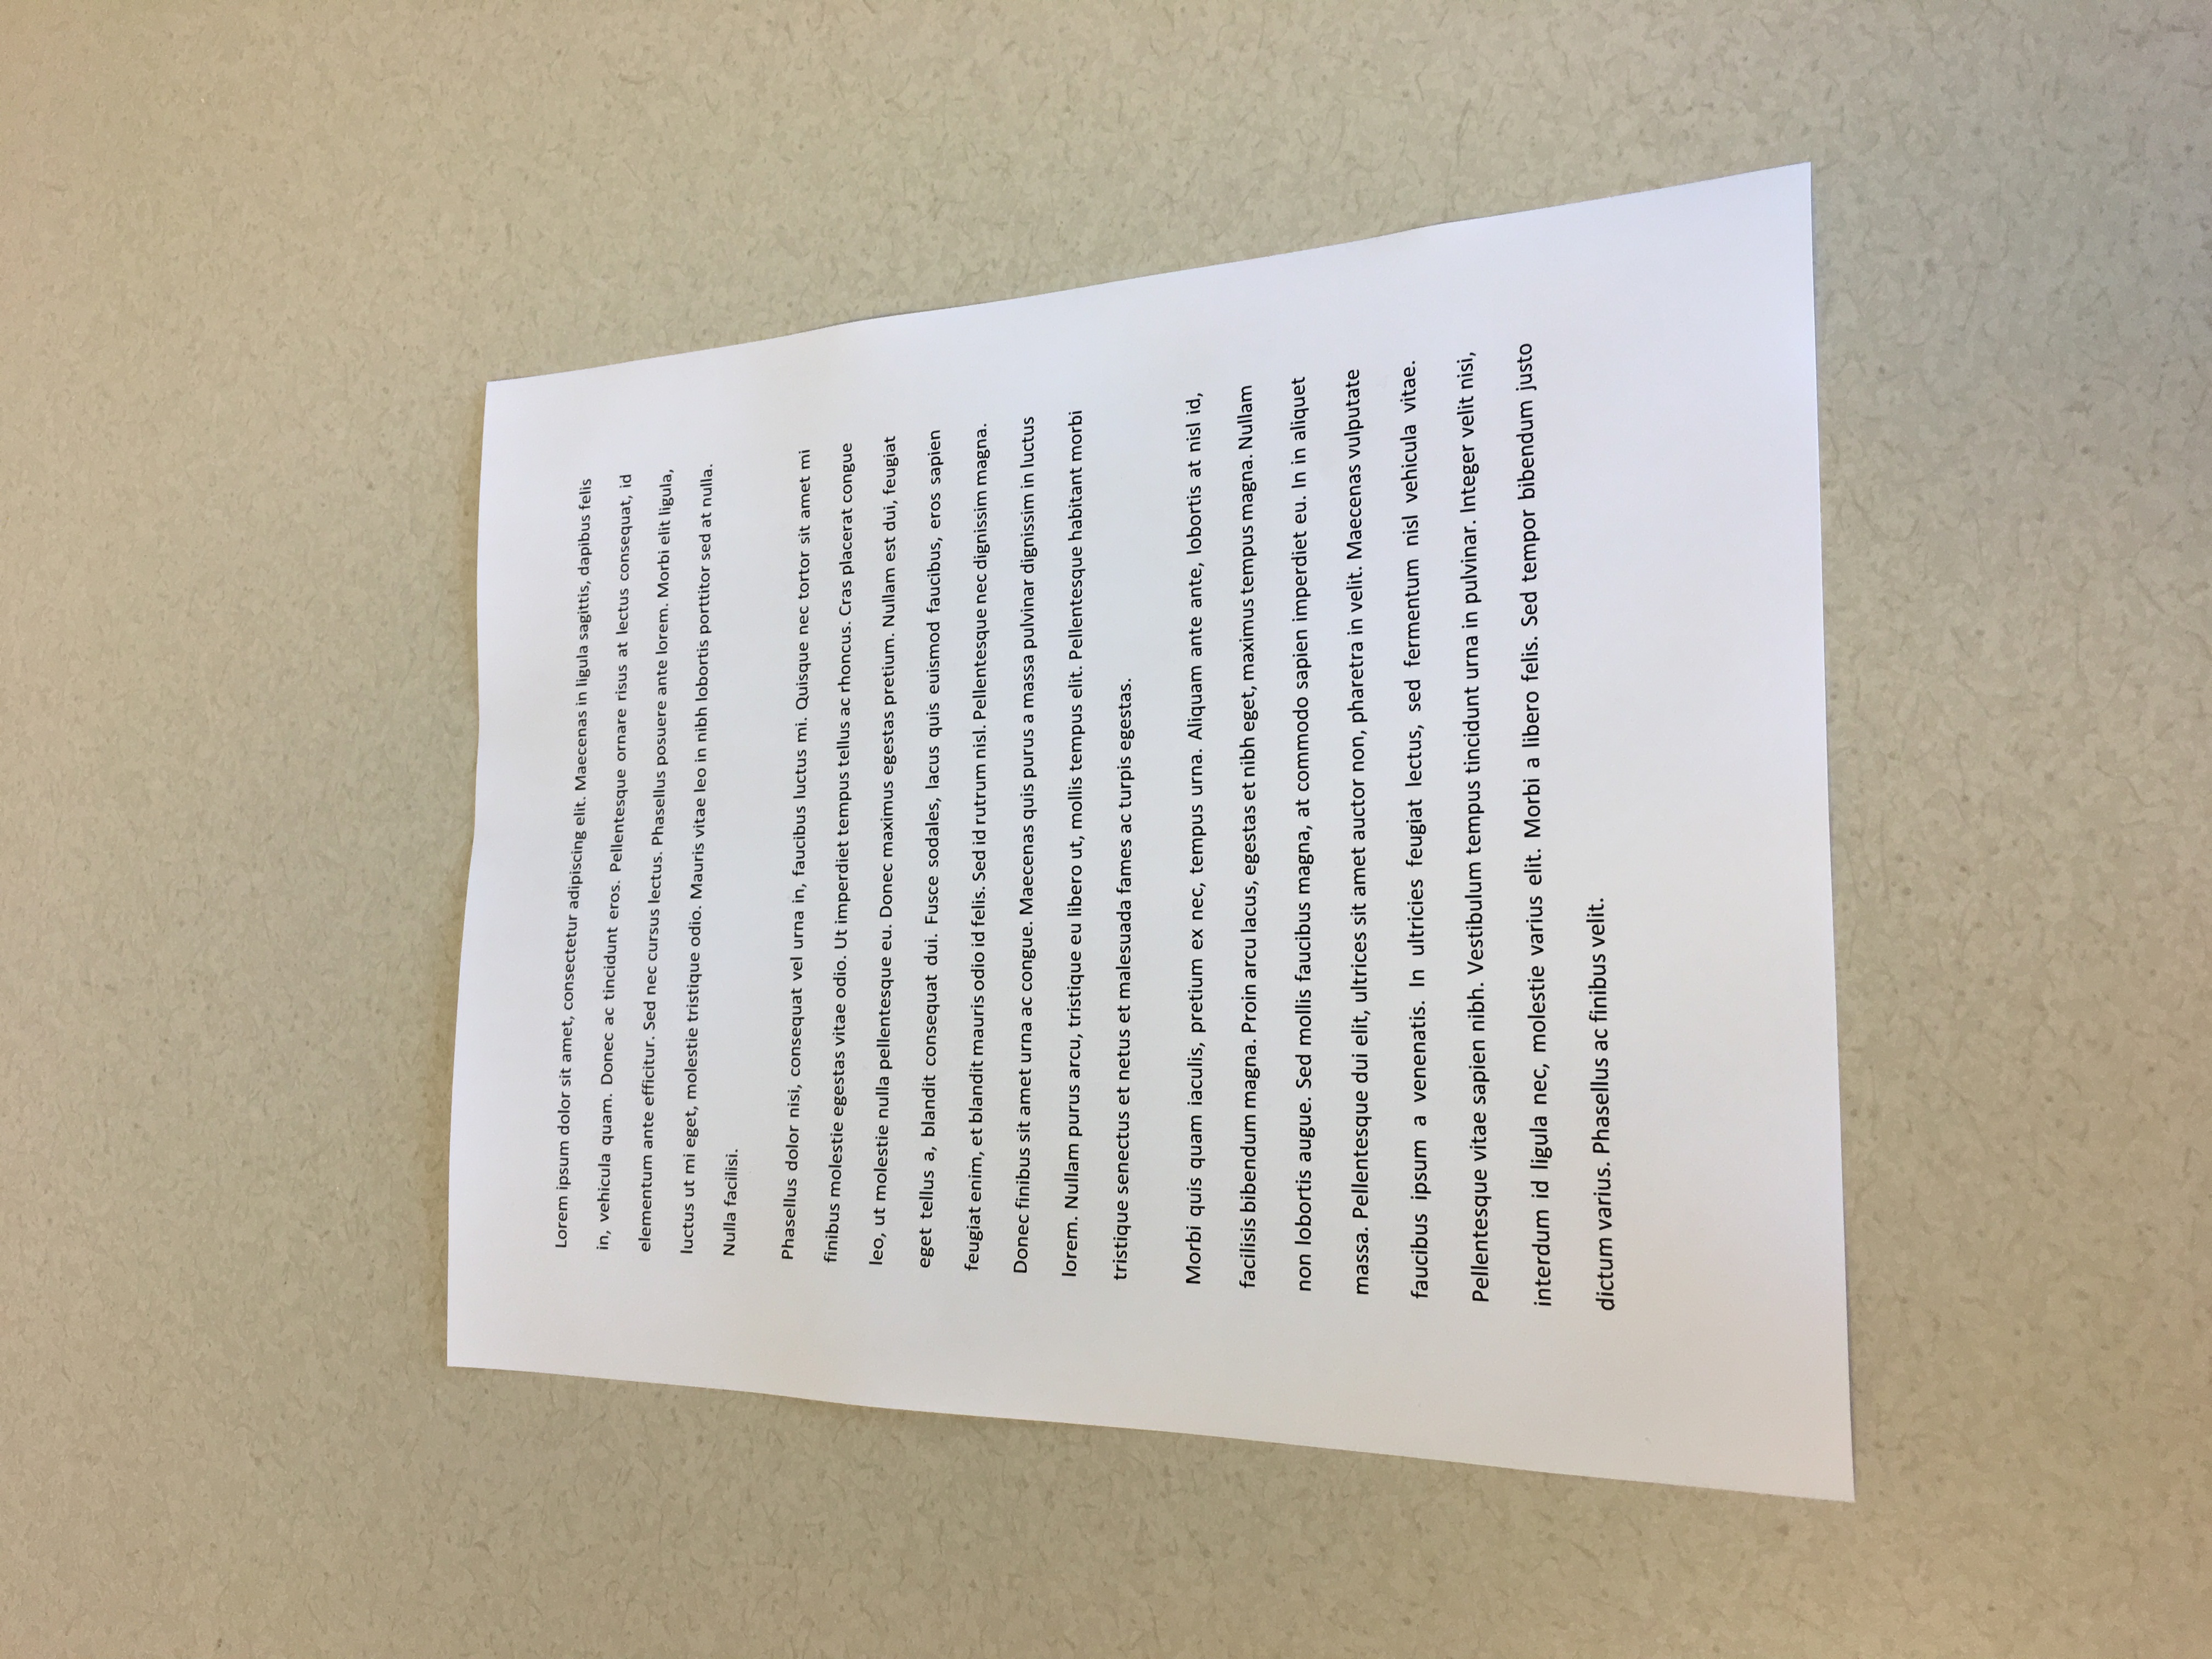 Lorem ipsum dolor sit amet, consectetur adipiscing elit. Maecenas in ligula sagittis, dapibus felis
in, vehicula quam. Donec ac tincidunt eros. Pellentesque ornare risus at lectus consequat, id
elementum ante efficitur. Sed nec cursus lectus. Phasellus posuere ante lorem. Morbi elit ligula,
luctus ut mi eget, molestie tristique odio. Mauris vitae leo in nibh lobortis porttitor sed at nulla.
Nulla facilisi.
Phasellus dolor nisi, consequat vel urna in, faucibus luctus mi. Quisque nec tortor sit amet mi
finibus molestie egestas vitae odio. Ut imperdiet tempus tellus ac rhoncus. Cras placerat congue
leo, ut molestie nulla pellentesque eu. Donec maximus egestas pretium. Nullam est dui, feugiat
eget tellus a, blandit consequat dui. Fusce sodales, lacus quis euismod faucibus, eros sapien
feugiat enim, et blandit mauris odio id felis. Sed id rutrum nisl. Pellentesque nec dignissim magna.
Donec finibus sit amet urna ac congue. Maecenas quis purus a massa pulvinar dignissim in luctus
lorem. Nullam purus arcu, tristique eu libero ut, mollis tempus elit. Pellentesque habitant morbi
tristique senectus et netus et malesuada fames ac turpis egestas.
Morbi quis quam iaculis, pretium ex nec, tempus urna. Aliquam ante ante, lobortis at nisl id,
facilisis bibendum magna. Proin arcu lacus, egestas et nibh eget, maximus tempus magna. Nullam
non lobortis augue. Sed mollis faucibus magna, at commodo sapien imperdiet eu. In in aliquet
massa. Pellentesque dui elit, ultrices sit amet auctor non, pharetra in velit. Maecenas vulputate
faucibus ipsum a venenatis. In ultricies feugiat lectus, sed fermentum nisl vehicula vitae.
Pellentesque vitae sapien nibh. Vestibulum tempus tincidunt urna in pulvinar. Integer velit nisi,
interdum id ligula nec, molestie varius elit. Morbi a libero felis. Sed tempor bibendum justo
dictum varius. Phasellus ac finibus velit.